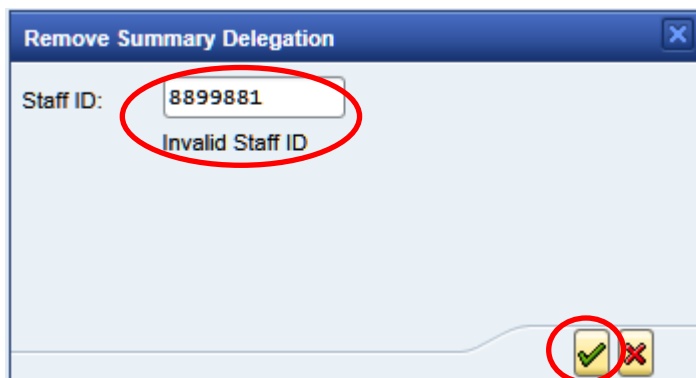 Remove Summary Delegation
Staff ID: 8899881
Invalid Staff ID